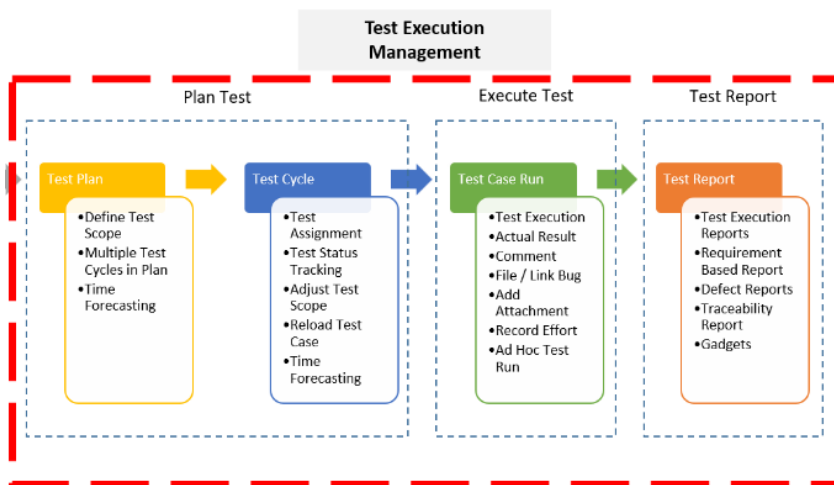 Test Execution
Management
Plan Test
Execute Test
Test Report
Test Plan
•Define Test
Scope
•Multiple Test
Cycles in Plan
•Time
Forecasting
Test Cycle
•Test
Assignment
•Test Status
Tracking
•Adjust Test
Scope
•Reload Test
Case
•Time
Forecasting
Test Case Run
•Test Execution
•Actual Result
•Comment
•File / Link Bug
•Add
Attachment
•Record Effort
•Ad Hoc Test
Run
Test Report
•Test Execution
Reports
•Requirement
Based Report
•Defect Reports
•Traceability
Report
•Gadgets